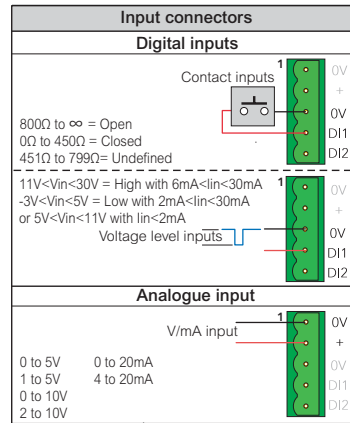 Input connectors
Digital inputs
Contact inputs
1
0V
+
0V
DI1
DI2
800Ω to ∞ = Open
0Ω to 450Ω = Closed
451Ω to 799Ω= Undefined
11V<Vin<30V = High with 6mA<Iin<30mA
-3V<Vin<5V = Low with 2mA<Iin<30mA
or 5V<Vin<11V with Iin<2mA
Voltage level inputs
1
0V
+
0V
DI1
DI2
Analogue input
V/mA input
1
0V
+
0V
DI1
DI2
0 to 5V 0 to 20mA
1 to 5V 4 to 20mA
0 to 10V
2 to 10V